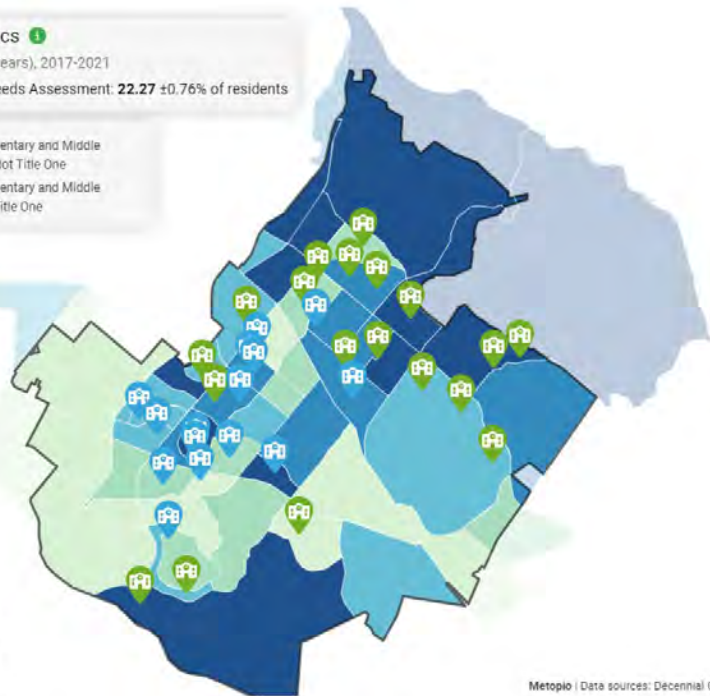 cs
ears), 2017-2021
eeds Assessment: 22.27 ±0.76% of residents
entary and Middle
Not Title One
entary and Middle
itle One
Metopio | Data sources: Decennial